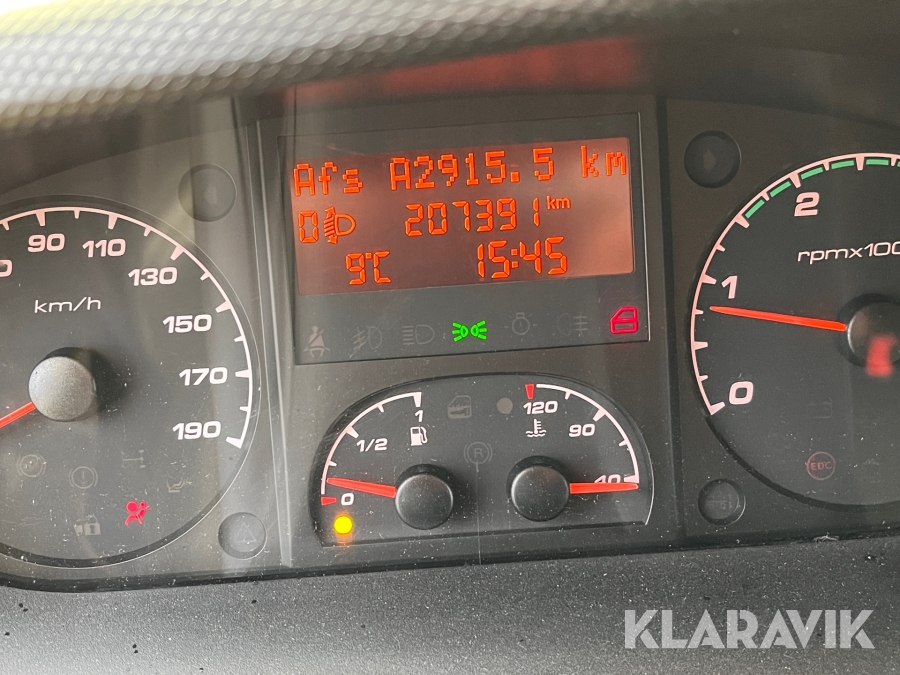 Afs A2915.5 km
0 207391 km
9°C 15:45
90 110 130 150 170 190
km/h
0 1/2 1
120 90 40
0 1 2
rpmx100
EDC
KLARAVIK